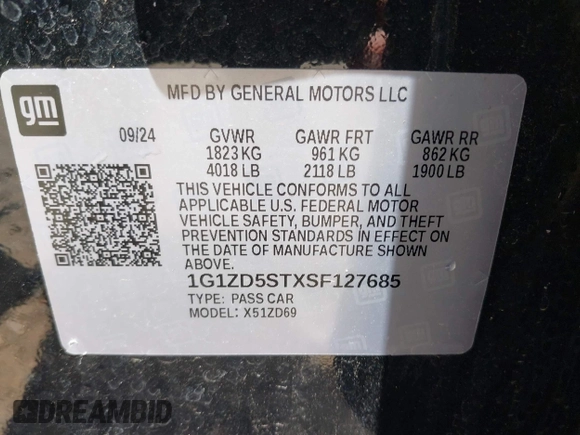 gm
MFD BY GENERAL MOTORS LLC
09/24 GVWR GAWR FRT GAWR RR
1823 KG 961 KG 862 KG
4018 LB 2118 LB 1900 LB
THIS VEHICLE CONFORMS TO ALL
APPLICABLE U.S. FEDERAL MOTOR
VEHICLE SAFETY, BUMPER, AND THEFT
PREVENTION STANDARDS IN EFFECT ON
THE DATE OF MANUFACTURE SHOWN
ABOVE.
1G1ZD5STXSF127685
TYPE: PASS CAR
MODEL: X51ZD69
DREAMBID